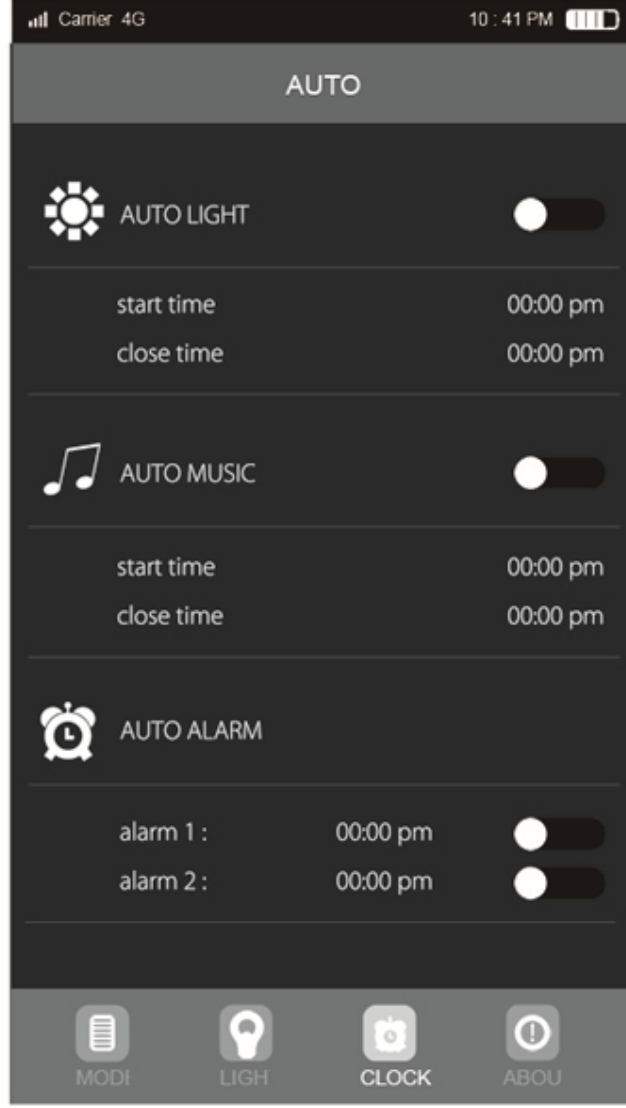 Carrier 4G 10 : 41 PM
AUTO
AUTO LIGHT
start time 00:00 pm
close time 00:00 pm
AUTO MUSIC
start time 00:00 pm
close time 00:00 pm
AUTO ALARM
alarm 1 : 00:00 pm
alarm 2 : 00:00 pm
MODE LIGH CLOCK ABOU